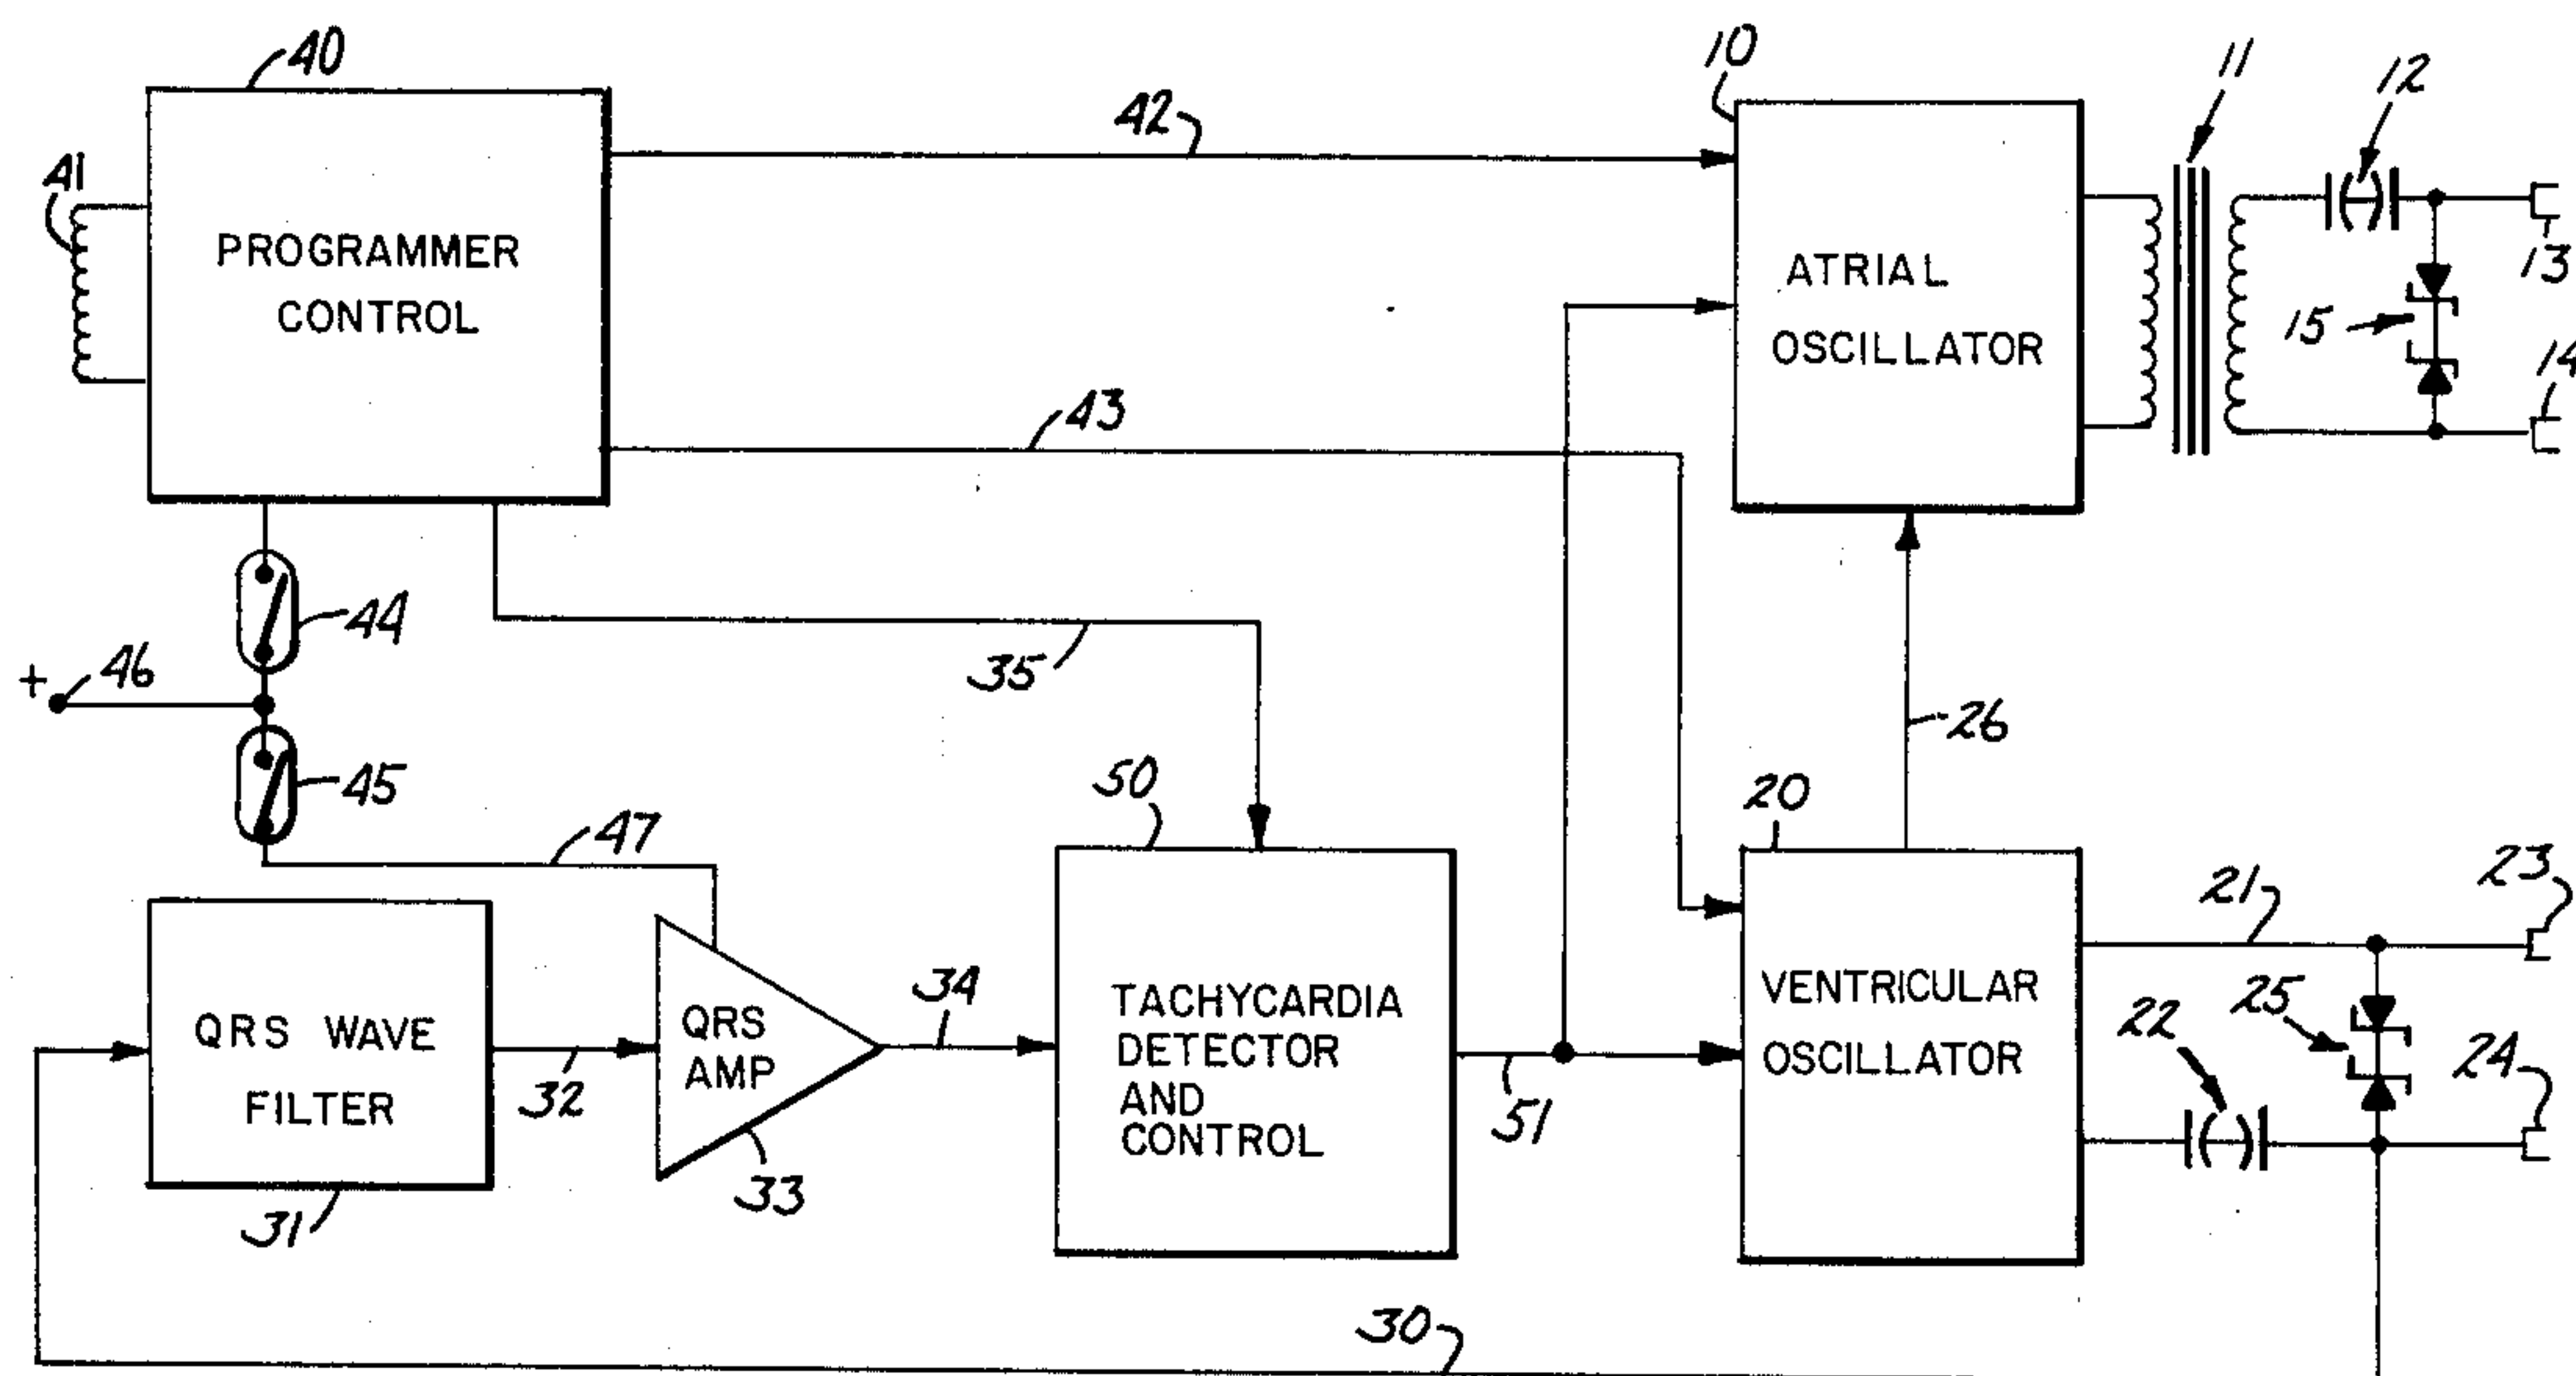 40
10
11
12
41
42
PROGRAMMER
CONTROL
13
ATRIAL
OSCILLATOR
15
14
43
44
35
+
46
26
45
50
20
47
21
23
QRS WAVE
FILTER
32
QRS
AMP
34
TACHYCARDIA
DETECTOR
AND
CONTROL
51
VENTRICULAR
OSCILLATOR
22
25
24
31
33
30